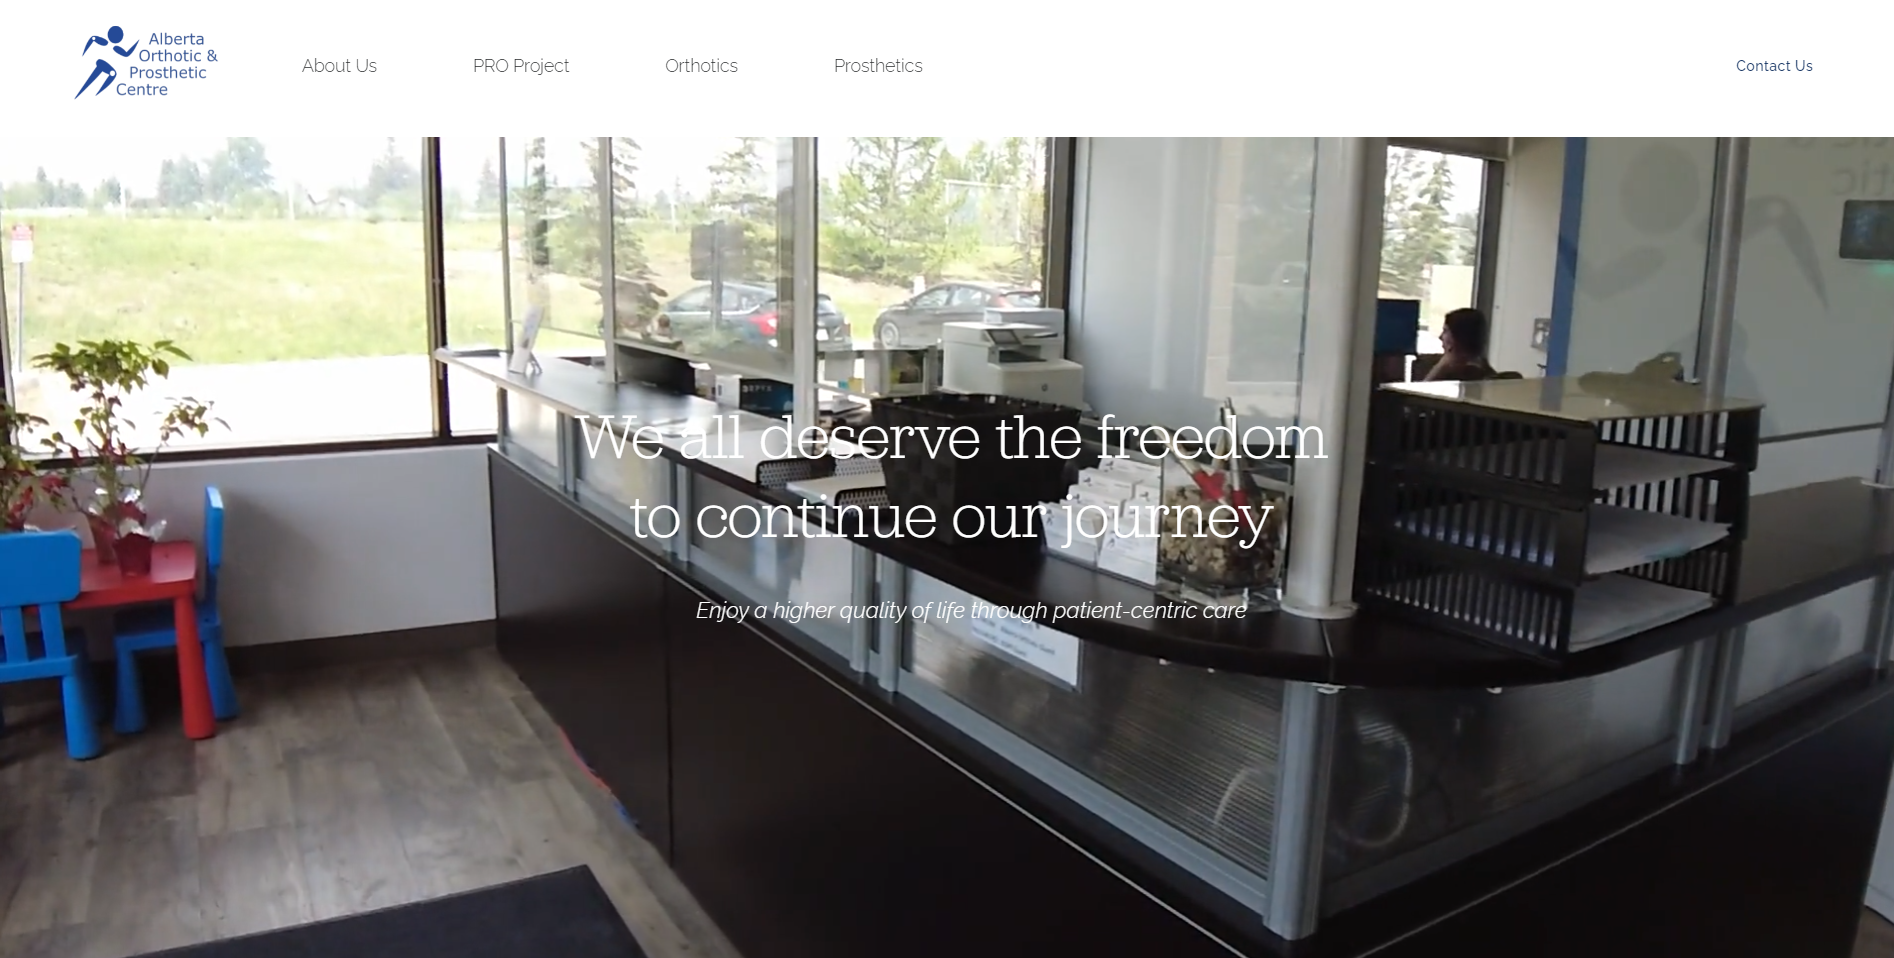 Alberta
Orthotic &
Prosthetic
Centre
About Us
PRO Project
Orthotics
Prosthetics
Contact Us
We all deserve the freedom
to continue our journey
Enjoy a higher quality of life through patient-centric care